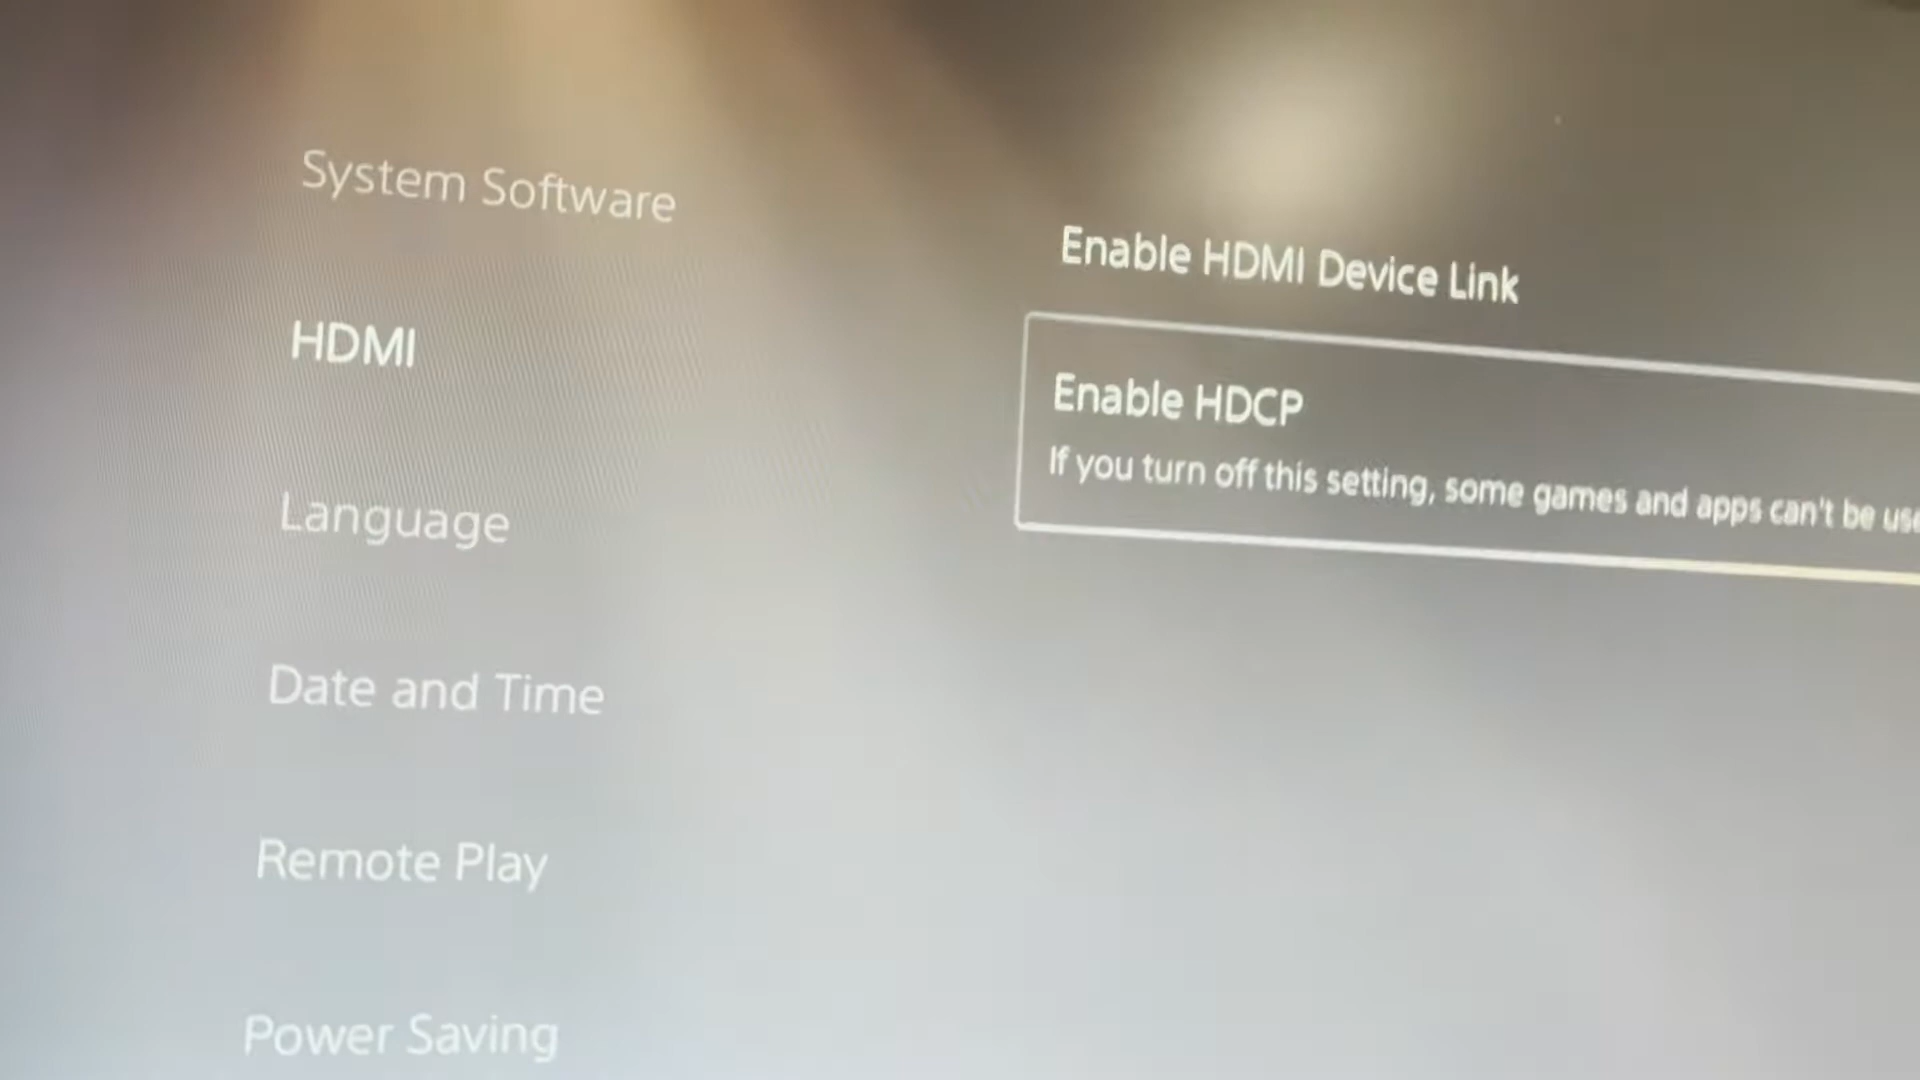 System Software
HDMI
Language
Date and Time
Remote Play
Power Saving
Enable HDMI Device Link
Enable HDCP
If you turn off this setting, some games and apps can't be